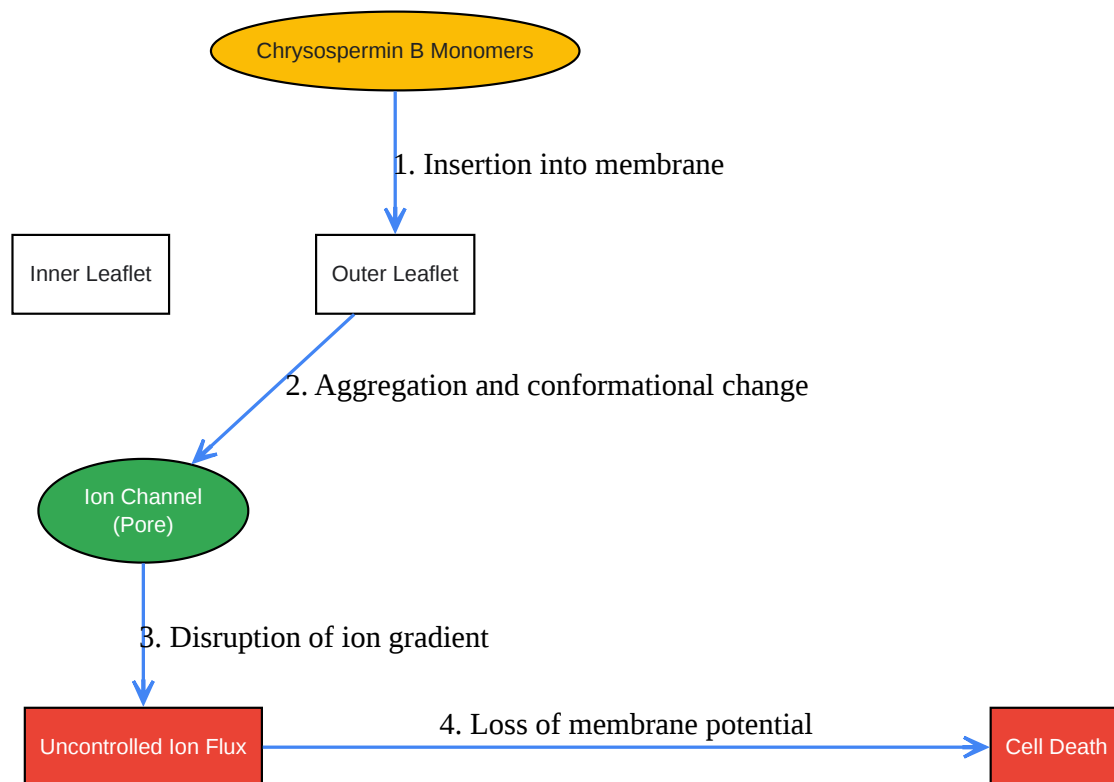 Chrysospermin B Monomers
1. Insertion into membrane
Inner Leaflet
Outer Leaflet
2. Aggregation and conformational change
Ion Channel
(Pore)
3. Disruption of ion gradient
Uncontrolled Ion Flux
4. Loss of membrane potential
Cell Death